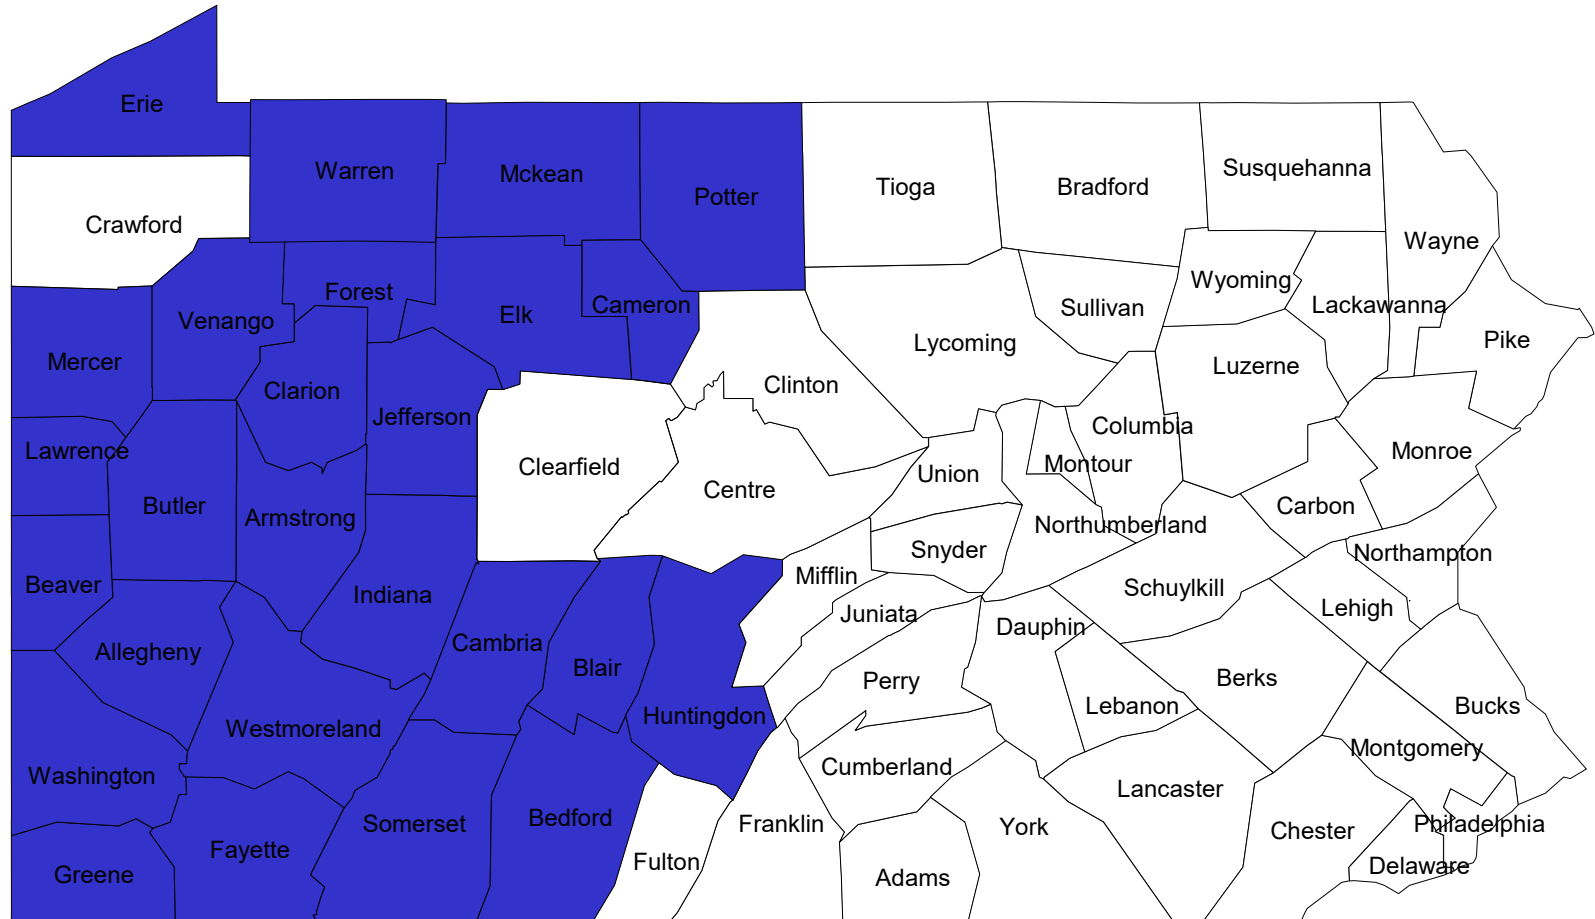 Erie
Warren
Mckean
Potter
Tioga
Bradford
Susquehanna
Crawford
Wayne
Venango
Forest
Elk
Cameron
Wyoming
Sullivan
Lackawanna
Mercer
Lycoming
Pike
Luzerne
Clarion
Clinton
Jefferson
Columbia
Lawrence
Clearfield
Centre
Union
Montour
Monroe
Butler
Armstrong
Carbon
Northumberland
Snyder
Northampton
Beaver
Indiana
Mifflin
Schuylkill
Juniata
Lehigh
Allegheny
Cambria
Blair
Dauphin
Perry
Berks
Huntingdon
Lebanon
Bucks
Westmoreland
Montgomery
Washington
Cumberland
Lancaster
Somerset
Bedford
Franklin
York
Chester
Philadelphia
Fayette
Fulton
Delaware
Greene
Adams